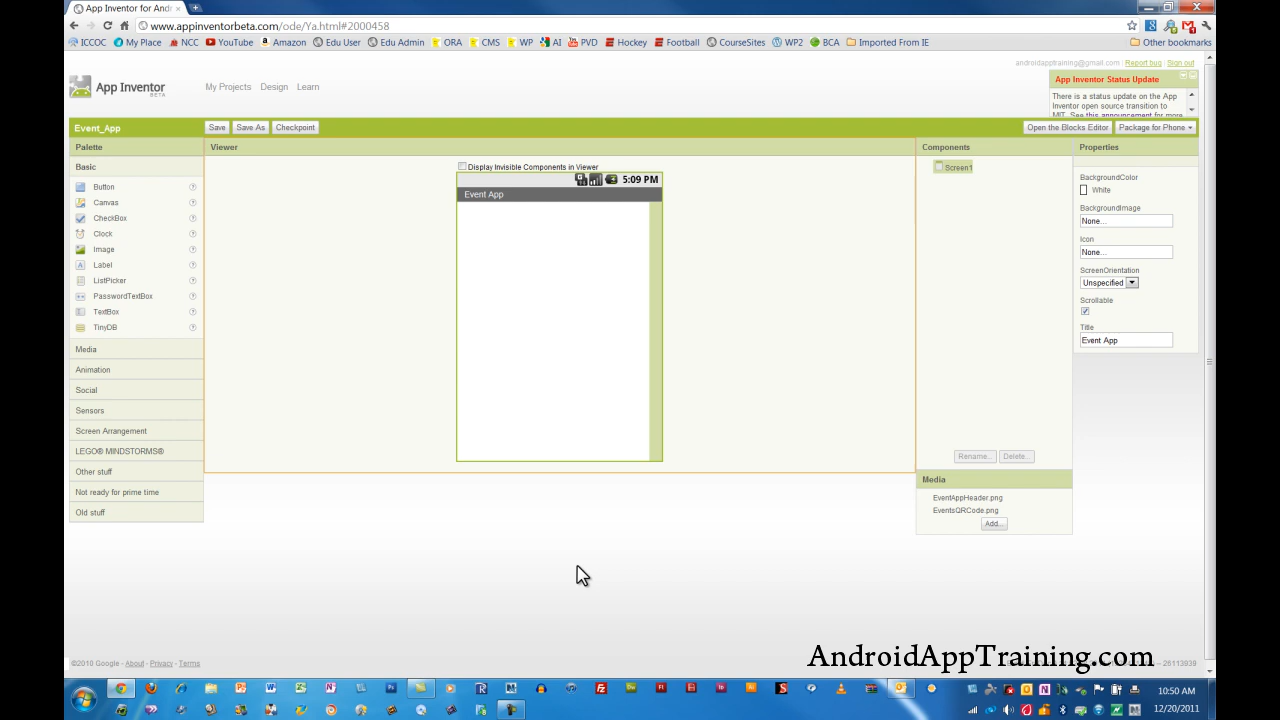 App Inventor for Andr
www.appinventorbeta.com/ode/Ya.html#2000458
ICCOC My Place NCC YouTube Amazon Edu User Edu Admin ORA CMS WP AI PVD Hockey Football CourseSites WP2 BCA Imported From IE Other bookmarks
androidapptraining@gmail.com Report bug Sign out
App Inventor BETA
My Projects Design Learn
App Inventor Status Update
There is a status update on the App
Inventor open source transition to
MIT. See this announcement for more
Event_App Save Save As Checkpoint Open the Blocks Editor Package for Phone
Palette Viewer Components Properties
Basic
Button ?
Canvas ?
CheckBox ?
Clock ?
Image ?
Label ?
ListPicker ?
PasswordTextBox ?
TextBox ?
TinyDB ?
Media
Animation
Social
Sensors
Screen Arrangement
LEGO® MINDSTORMS®
Other stuff
Not ready for prime time
Old stuff
Display Invisible Components in Viewer
5:09 PM
Event App
Screen1
Rename... Delete...
Media
EventAppHeader.png
EventsQRCode.png
Add...
BackgroundColor
White
BackgroundImage
None...
Icon
None...
ScreenOrientation
Unspecified
Scrollable
Title
Event App
©2010 Google - About - Privacy - Terms
AndroidAppTraining.com
26113939
10:50 AM
12/20/2011